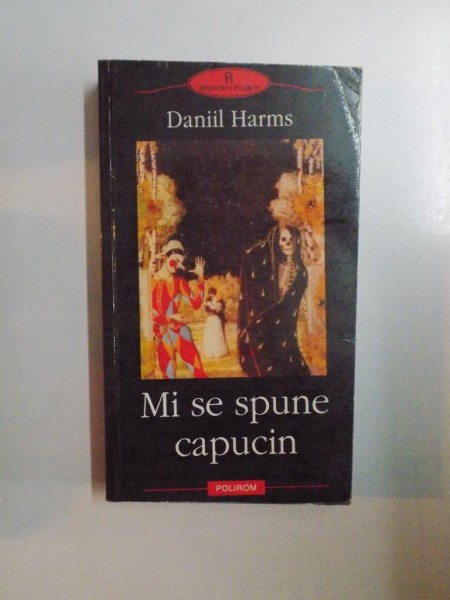 Daniil Harms
Mi se spune
capucin
POLIROM